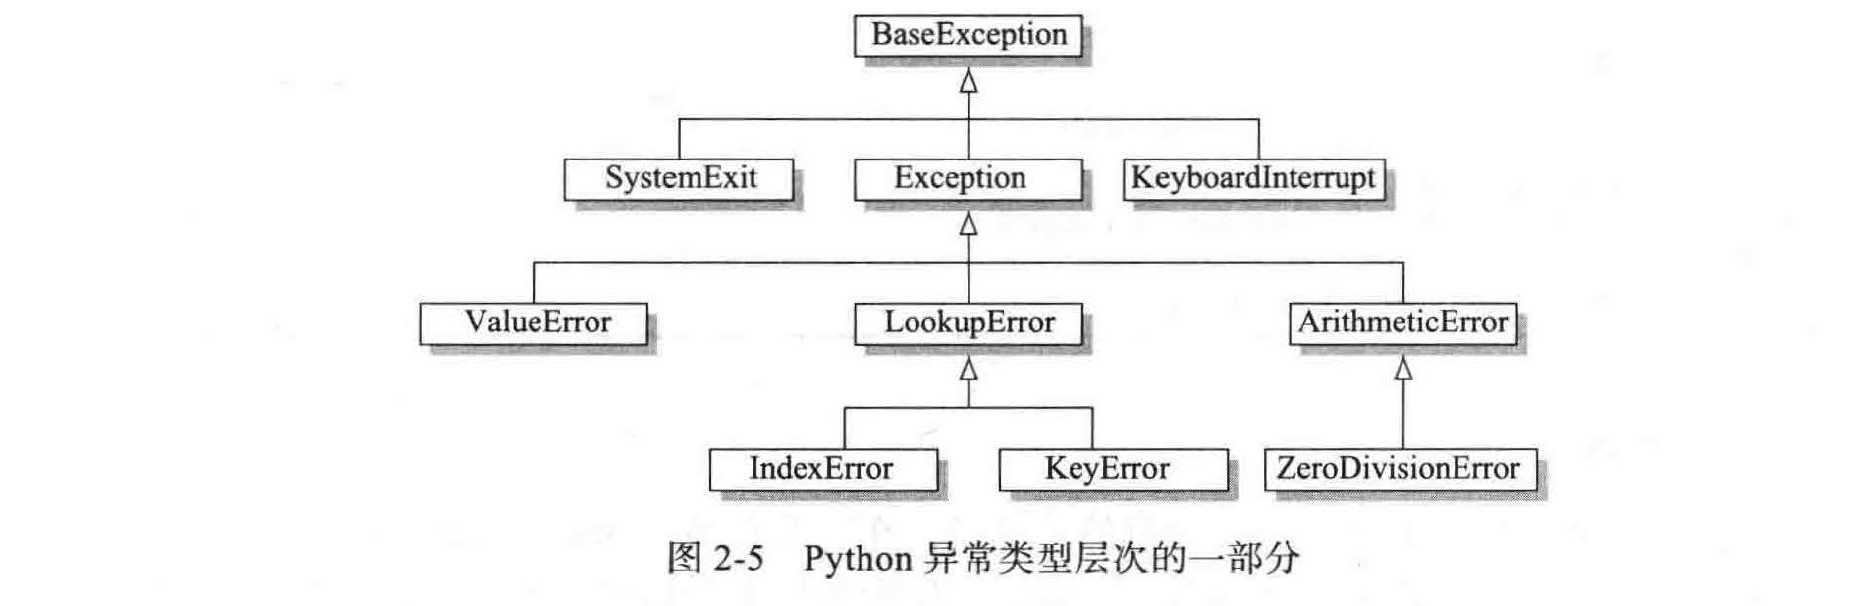 BaseException
SystemExit Exception KeyboardInterrupt
ValueError LookupError ArithmeticError
IndexError KeyError ZeroDivisionError
图 2-5 Python 异常类型层次的一部分